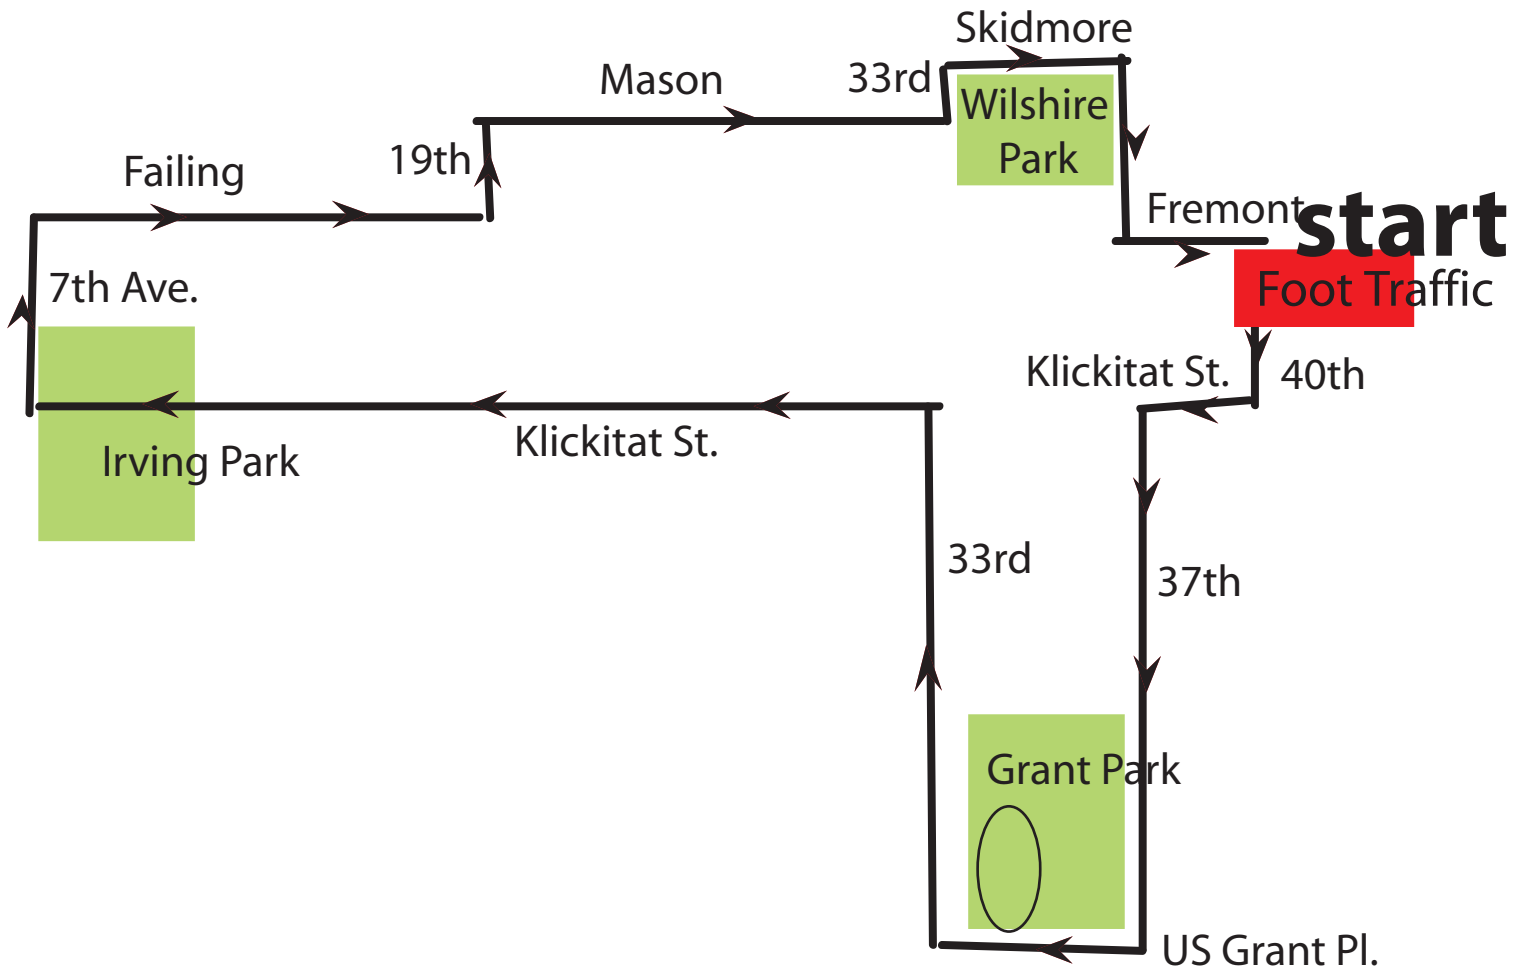 Skidmore
Mason
33rd
Wilshire
Park
19th
Failing
Fremont
start
Foot Traffic
7th Ave.
Klickitat St.
40th
Klickitat St.
Irving Park
33rd
37th
Grant Park
US Grant Pl.